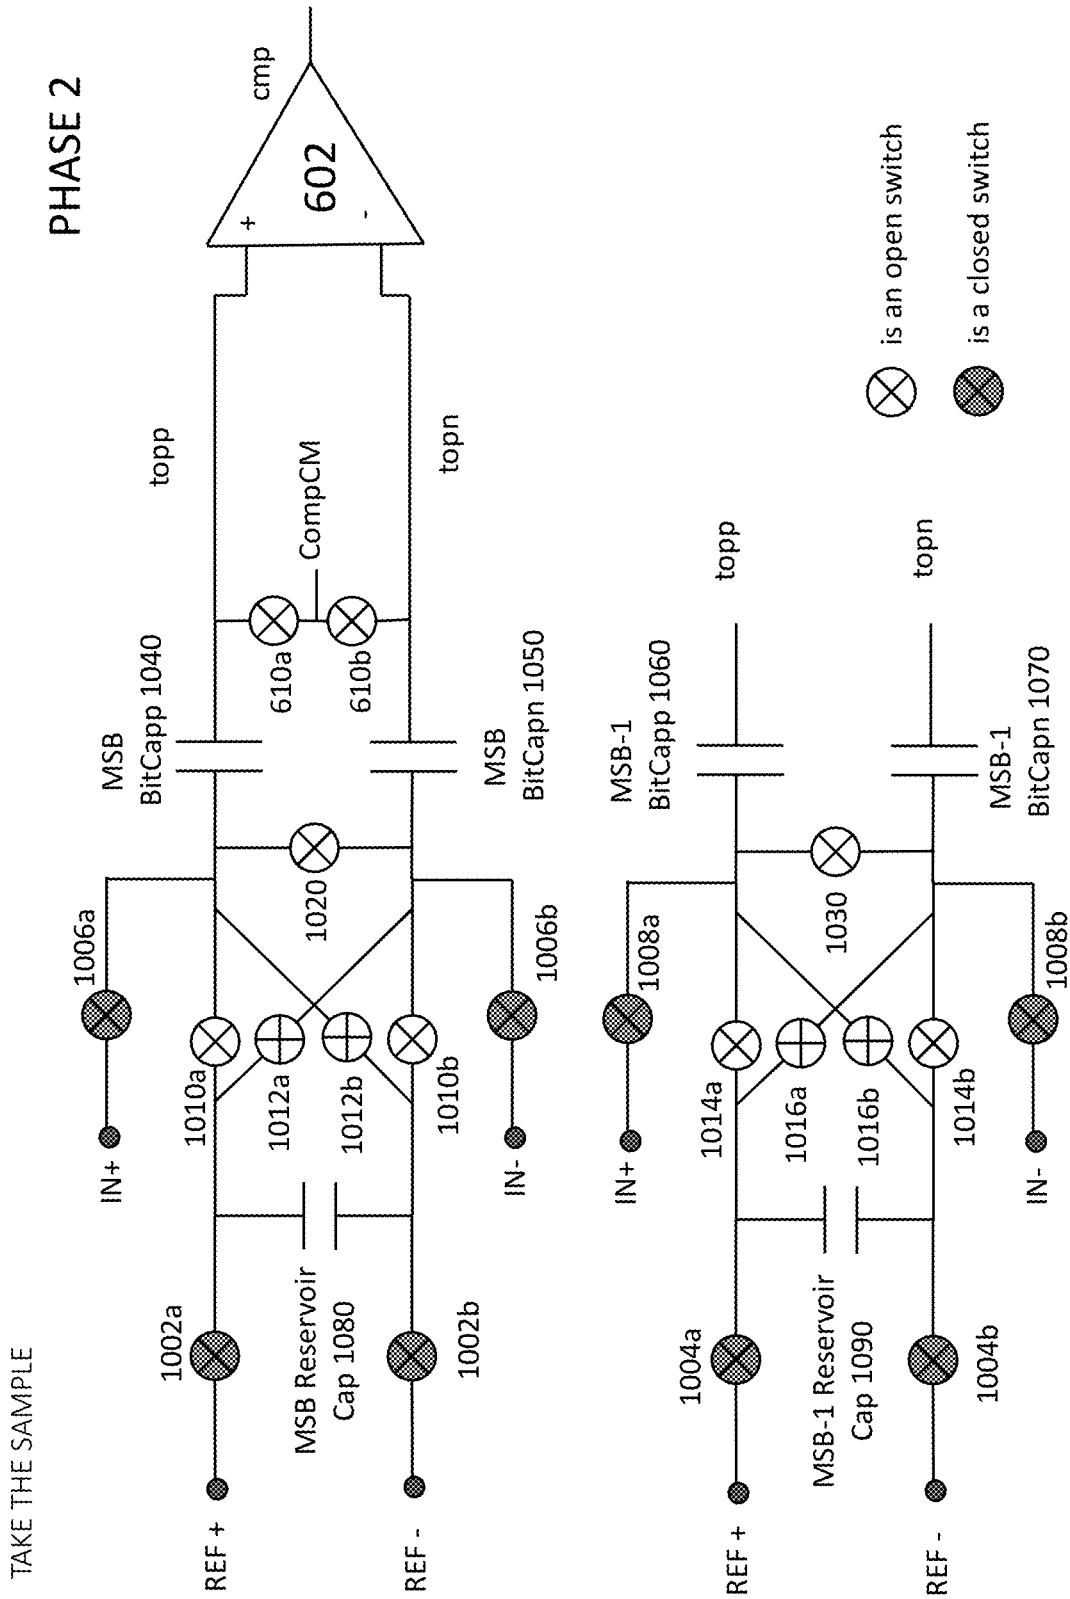 TAKE THE SAMPLE
PHASE 2
IN+
1006a
REF +
1002a
1010a
1012a
1012b
1010b
MSB Reservoir
Cap 1080
1002b
REF -
IN-
1006b
1020
MSB
BitCapp 1040
MSB
BitCapn 1050
610a
610b
CompCM
topp
topn
+
-
602
cmp
IN+
1008a
REF +
1004a
1014a
1016a
1016b
1014b
MSB-1 Reservoir
Cap 1090
1004b
REF -
IN-
1008b
1030
MSB-1
BitCapp 1060
MSB-1
BitCapn 1070
topp
topn
is an open switch
is a closed switch